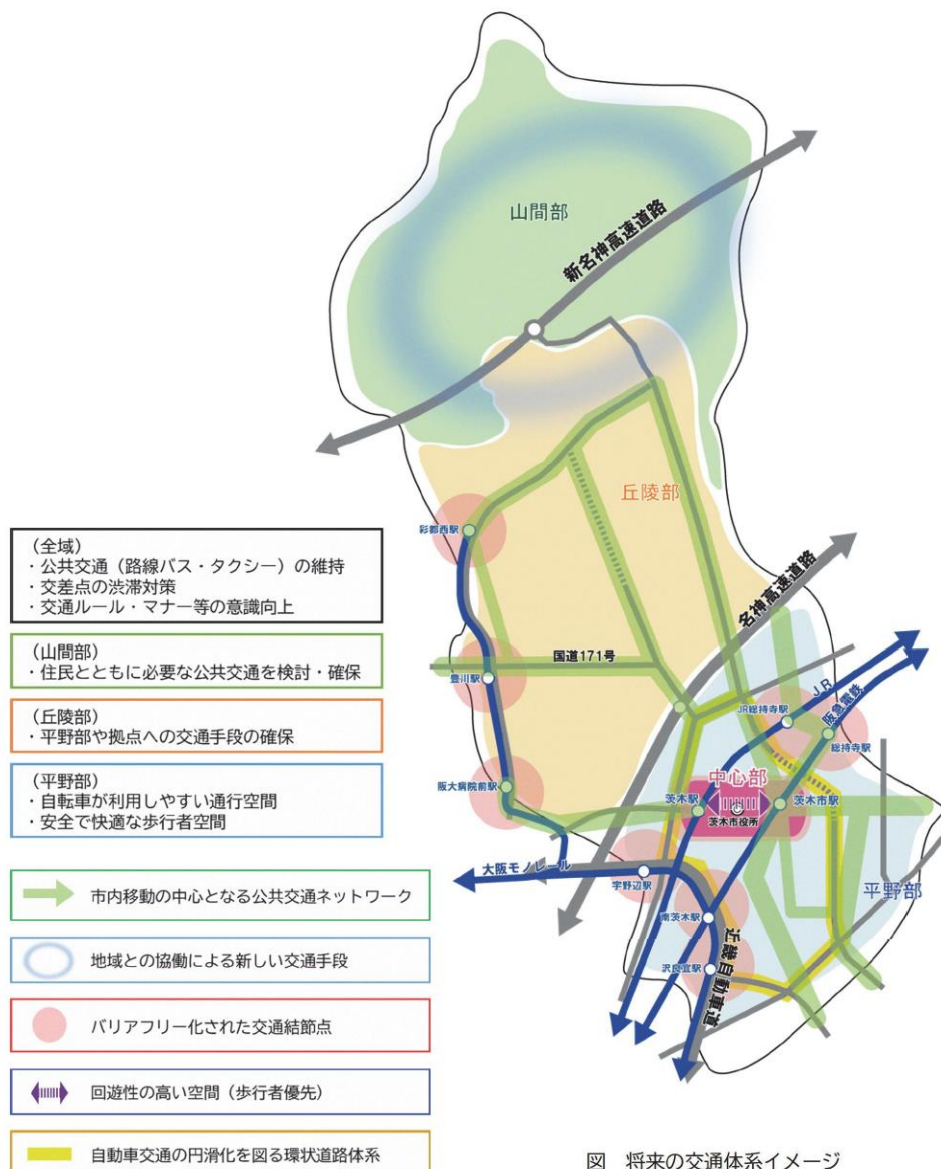 山間部
新名神高速道路
丘陵部
彩都西駅
名神高速道路
国道171号
豊川駅
JR
阪急電鉄
JR総持寺駅
総持寺駅
阪大病院前駅
中心部
茨木駅
茨木市駅
茨木市役所
大阪モノレール
宇野辺駅
平野部
南茨木駅
沢良宜駅
近畿自動車道
(全域)
・公共交通(路線バス・タクシー)の維持
・交差点の渋滞対策
・交通ルール・マナー等の意識向上
(山間部)
・住民とともに必要な公共交通を検討・確保
(丘陵部)
・平野部や拠点への交通手段の確保
(平野部)
・自転車が利用しやすい通行空間
・安全で快適な歩行者空間
市内移動の中心となる公共交通ネットワーク
地域との協働による新しい交通手段
バリアフリー化された交通結節点
回遊性の高い空間(歩行者優先)
自動車交通の円滑化を図る環状道路体系
図 将来の交通体系イメージ